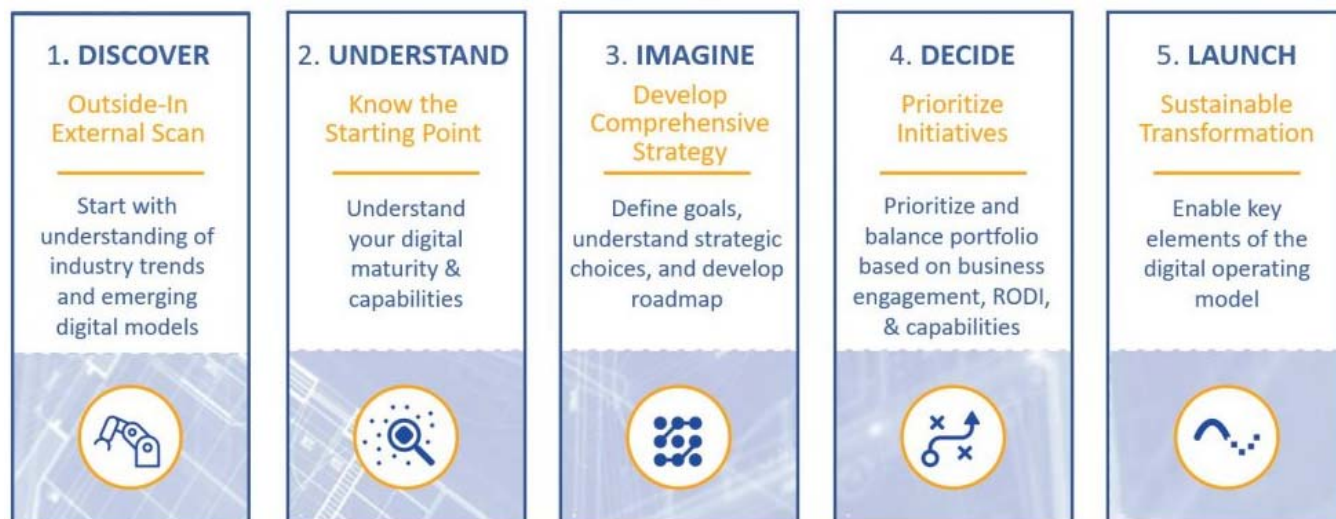 1. DISCOVER
Outside-In
External Scan
Start with
understanding of
industry trends
and emerging
digital models
2. UNDERSTAND
Know the
Starting Point
Understand
your digital
maturity &
capabilities
3. IMAGINE
Develop
Comprehensive
Strategy
Define goals,
understand strategic
choices, and develop
roadmap
4. DECIDE
Prioritize
Initiatives
Prioritize and
balance portfolio
based on business
engagement, RODI,
& capabilities
5. LAUNCH
Sustainable
Transformation
Enable key
elements of the
digital operating
model